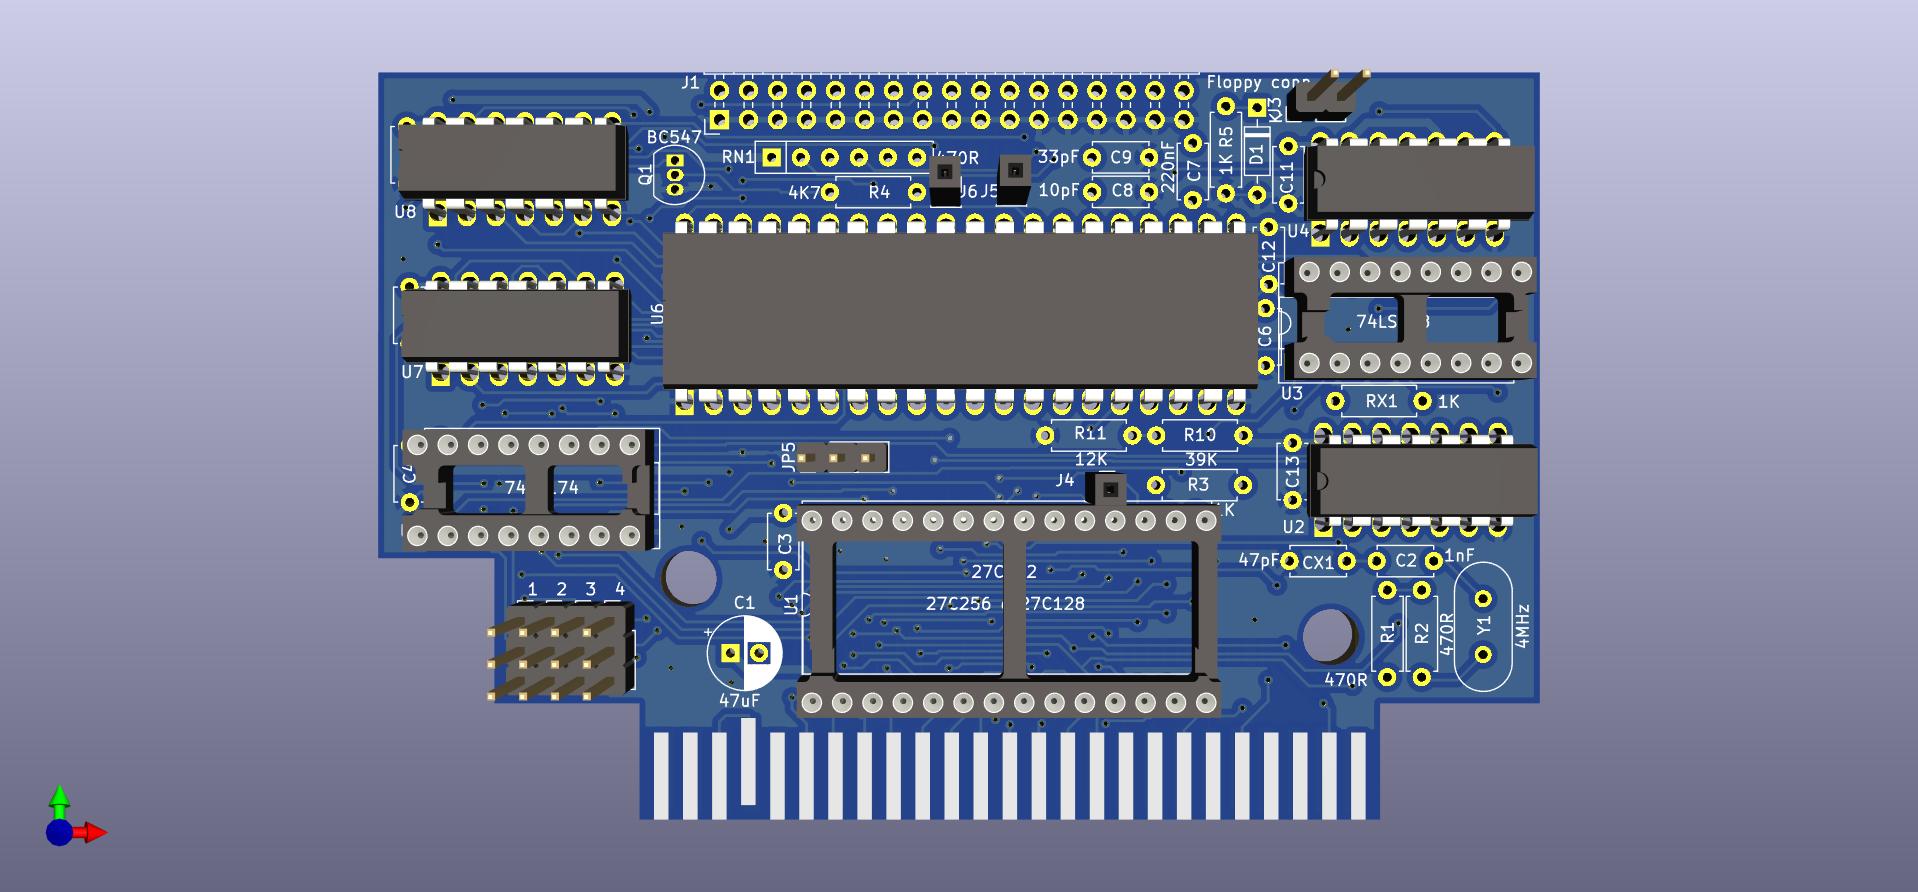 J1
Floppy conn
KJ3
BC547
Q1
RN1
470R
33pF
C9
220nF
C7
1K R5
D1
C11
4K7
R4
J6
J5
10pF
C8
U8
U4
C12
U6
C6
U7
74LS
U3
RX1
1K
C4
JP5
R11
12K
R10
39K
C13
74
174
J4
R3
1K
U2
C3
47pF
CX1
C2
1nF
1 2 3 4
C1
U1
27C
2
27C256
27C128
+
47uF
R1
R2
470R
Y1
4MHz
470R